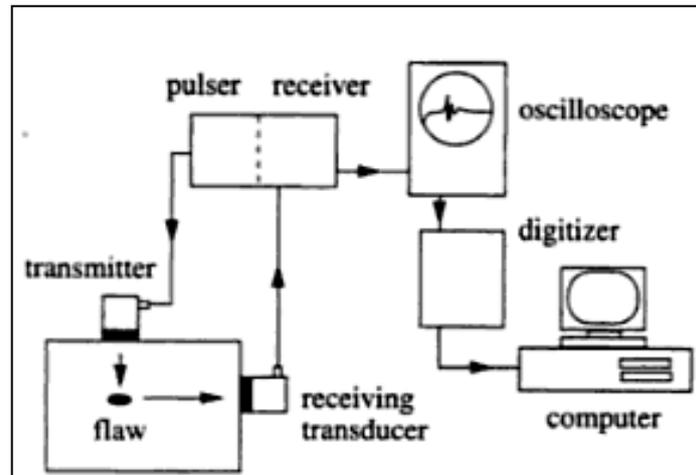 pulser receiver
oscilloscope
digitizer
transmitter
flaw
receiving
transducer
computer